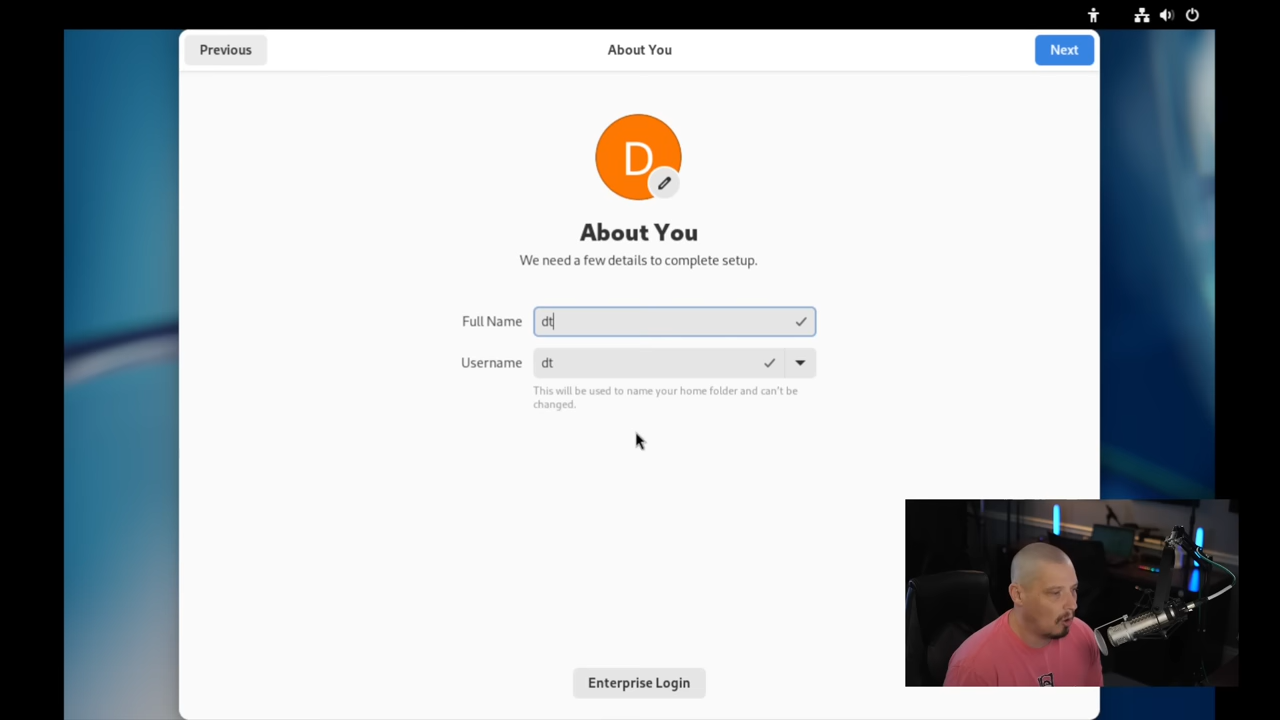 Previous
About You
Next
D
About You
We need a few details to complete setup.
Full Name
dt
Username
dt
This will be used to name your home folder and can't be
changed.
Enterprise Login